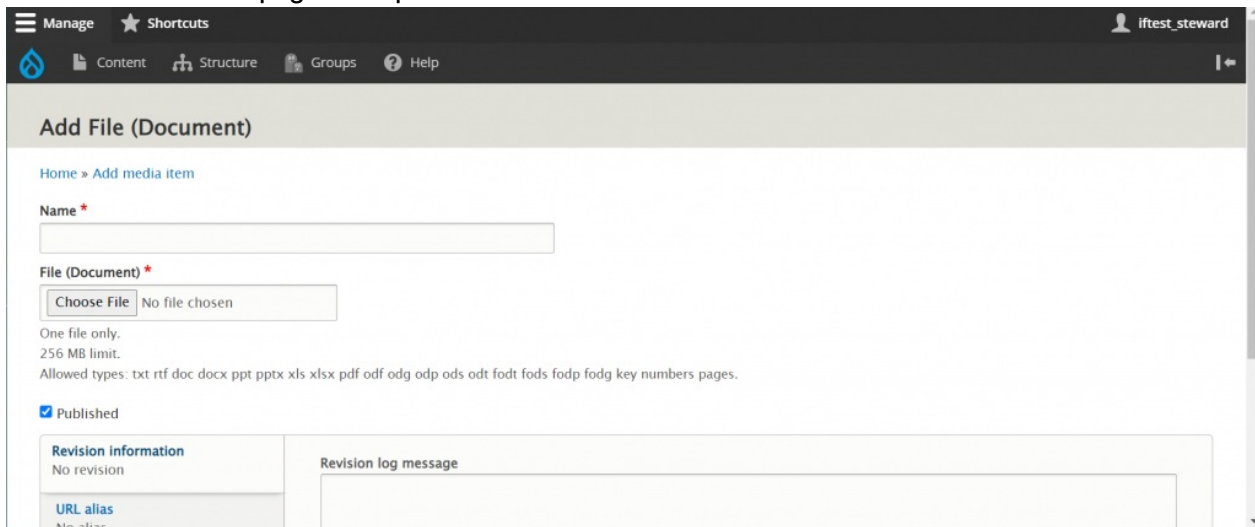 Manage Shortcuts iftest_steward
Content Structure Groups Help
Add File (Document)
Home » Add media item
Name *
File (Document) *
Choose File No file chosen
One file only.
256 MB limit.
Allowed types: txt rtf doc docx ppt pptx xls xlsx pdf odf odg odp ods odt fodt fods fodp fodg key numbers pages.
Published
Revision information
No revision
Revision log message
URL alias
No alias